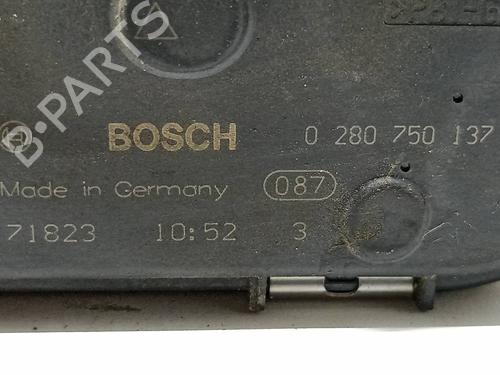 BOSCH 0 280 750 137
Made in Germany 087
71823 10:52 3
B-PARTS